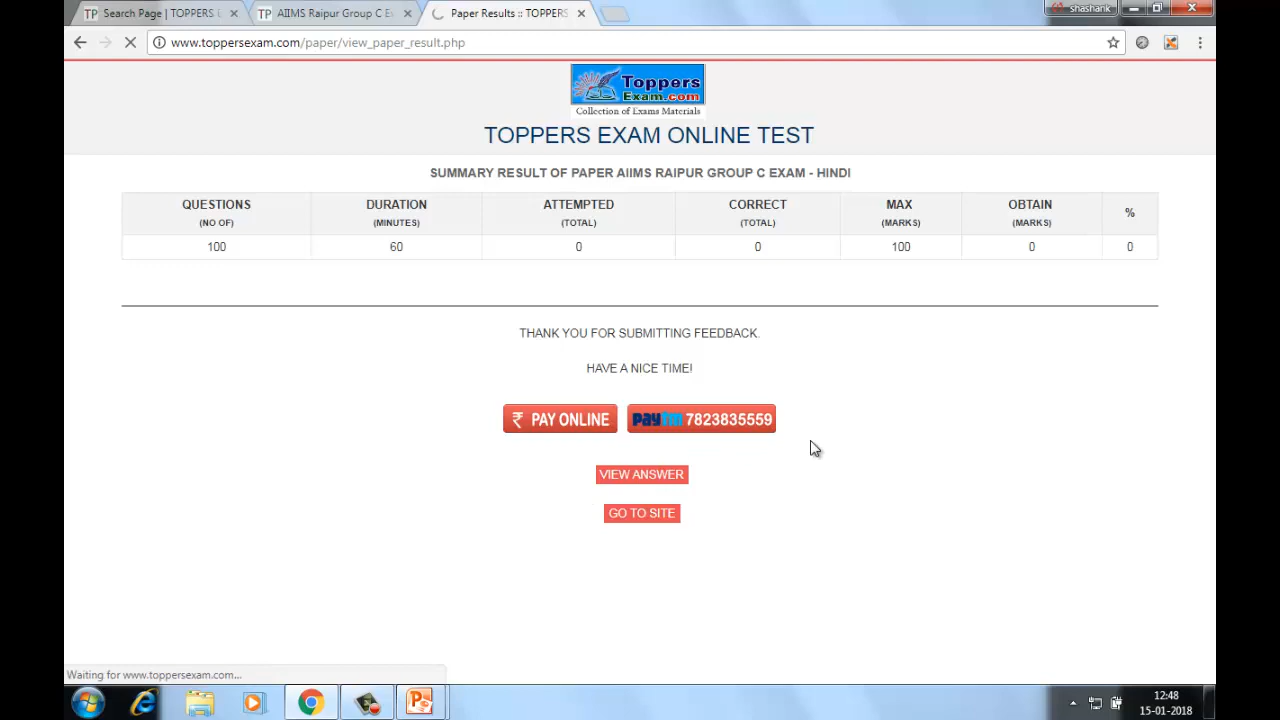 Search Page | TOPPERS
AIIMS Raipur Group C E
Paper Results :: TOPPERS
shashank
www.toppersexam.com/paper/view_paper_result.php
Toppers
Exam.com
Collection of Exams Materials
TOPPERS EXAM ONLINE TEST
SUMMARY RESULT OF PAPER AIIMS RAIPUR GROUP C EXAM - HINDI
QUESTIONS DURATION ATTEMPTED CORRECT MAX OBTAIN %
(NO OF) (MINUTES) (TOTAL) (TOTAL) (MARKS) (MARKS)
100 60 0 0 100 0 0
THANK YOU FOR SUBMITTING FEEDBACK.
HAVE A NICE TIME!
₹ PAY ONLINE
paytm 7823835559
VIEW ANSWER
GO TO SITE
Waiting for www.toppersexam.com...
12:48
15-01-2018